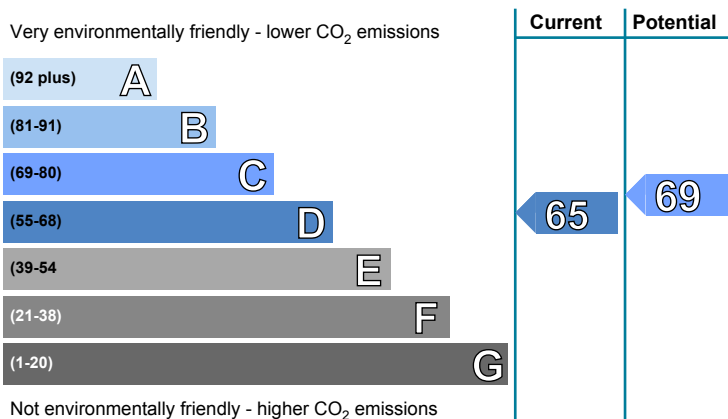 Current Potential
Very environmentally friendly - lower CO2 emissions
(92 plus) A
(81-91) B
(69-80) C
(55-68) D
(39-54 E
(21-38) F
(1-20) G
65 69
Not environmentally friendly - higher CO2 emissions